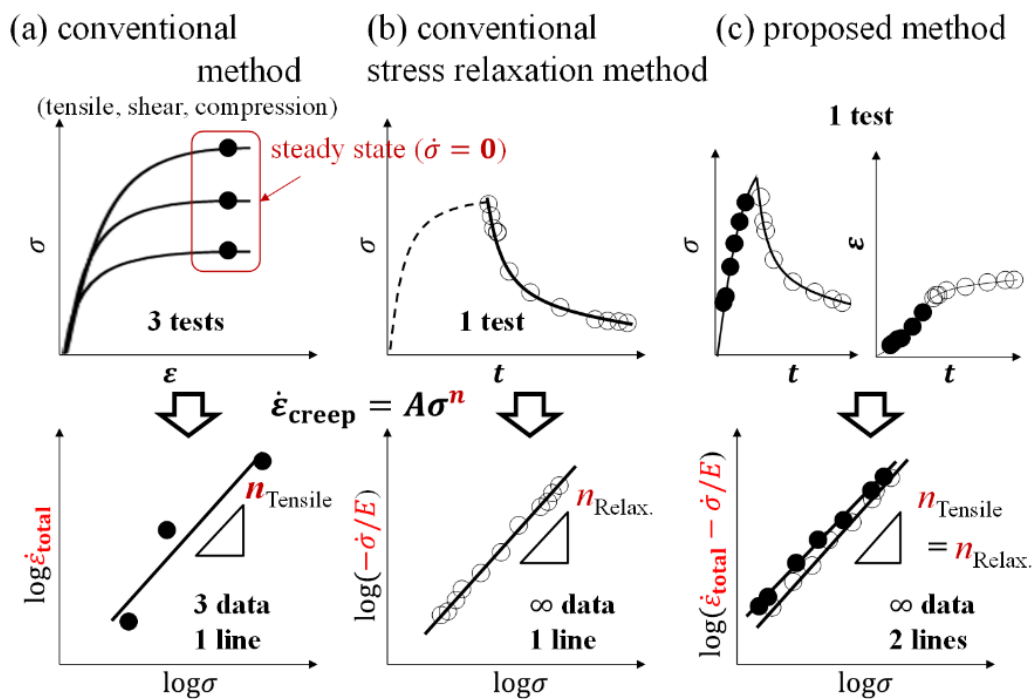 (a) conventional
method
(tensile, shear, compression)
steady state (σ̇ = 0)
σ
3 tests
ε
(b) conventional
stress relaxation method
σ
1 test
t
(c) proposed method
1 test
σ
t
ε
t
ε̇creep = Aσⁿ
logε̇total
nTensile
3 data
1 line
logσ
log(−σ̇/E)
nRelax.
∞ data
1 line
logσ
log(ε̇total − σ̇/E)
nTensile
= nRelax.
∞ data
2 lines
logσ